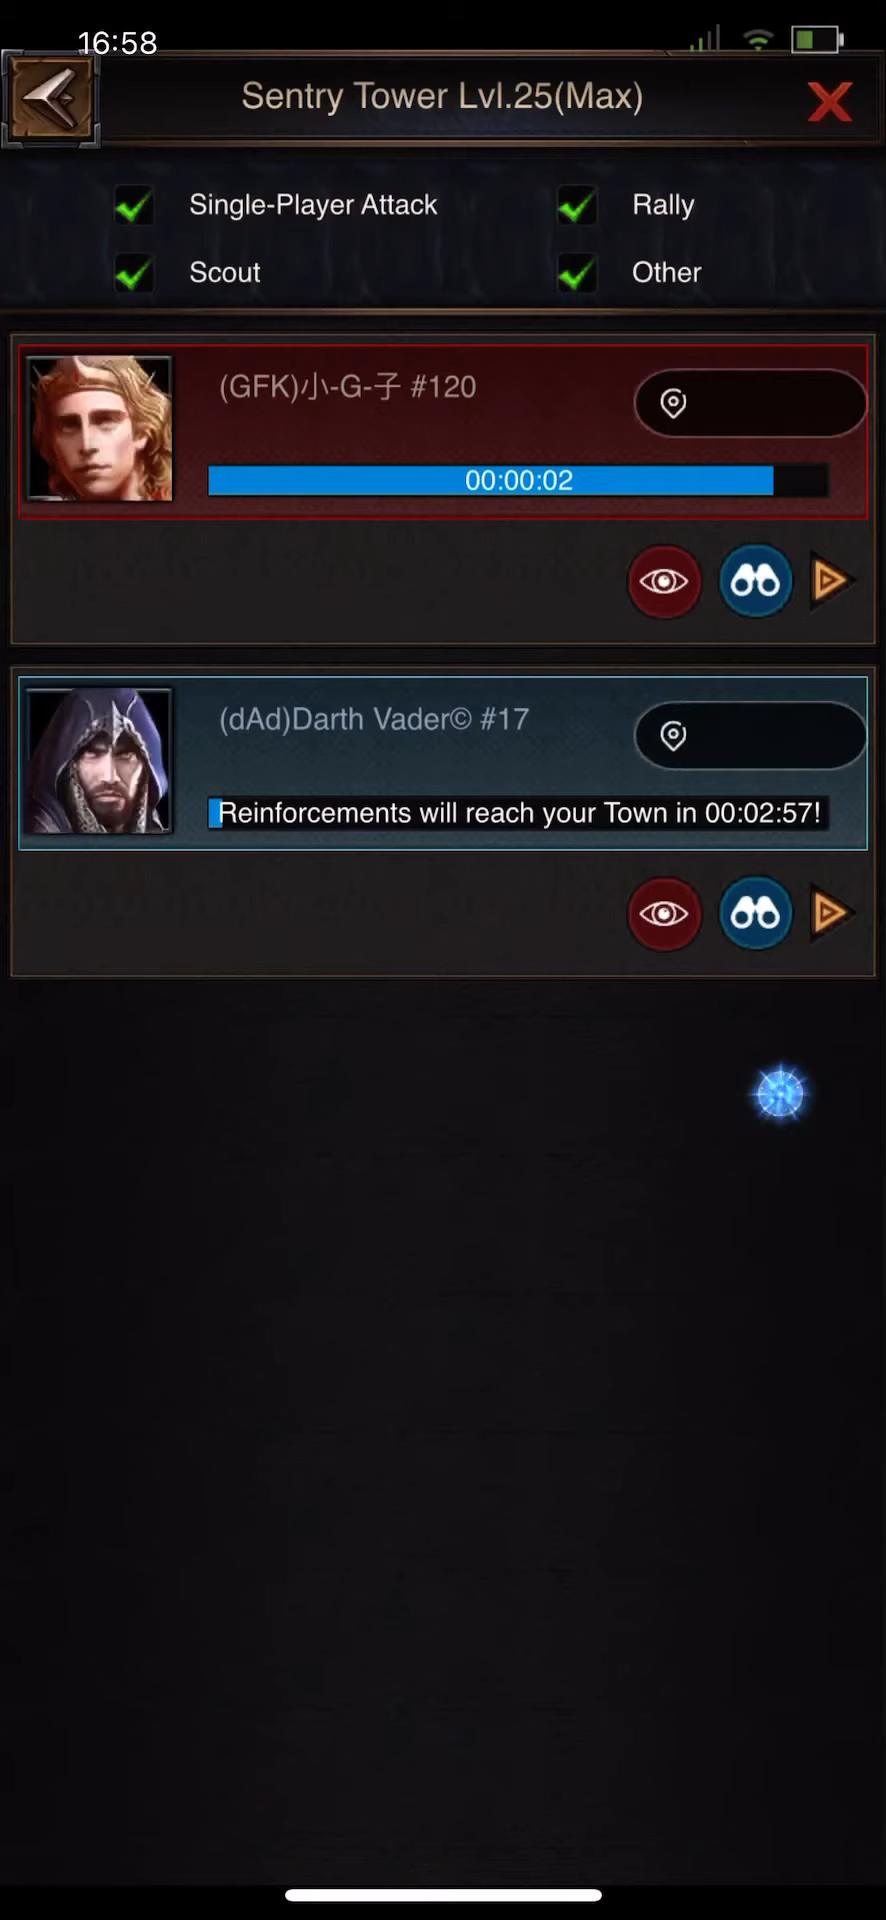 16:58
Sentry Tower Lvl.25(Max)
Single-Player Attack
Rally
Scout
Other
(GFK)小-G-子 #120
00:00:02
(dAd)Darth Vader© #17
Reinforcements will reach your Town in 00:02:57!